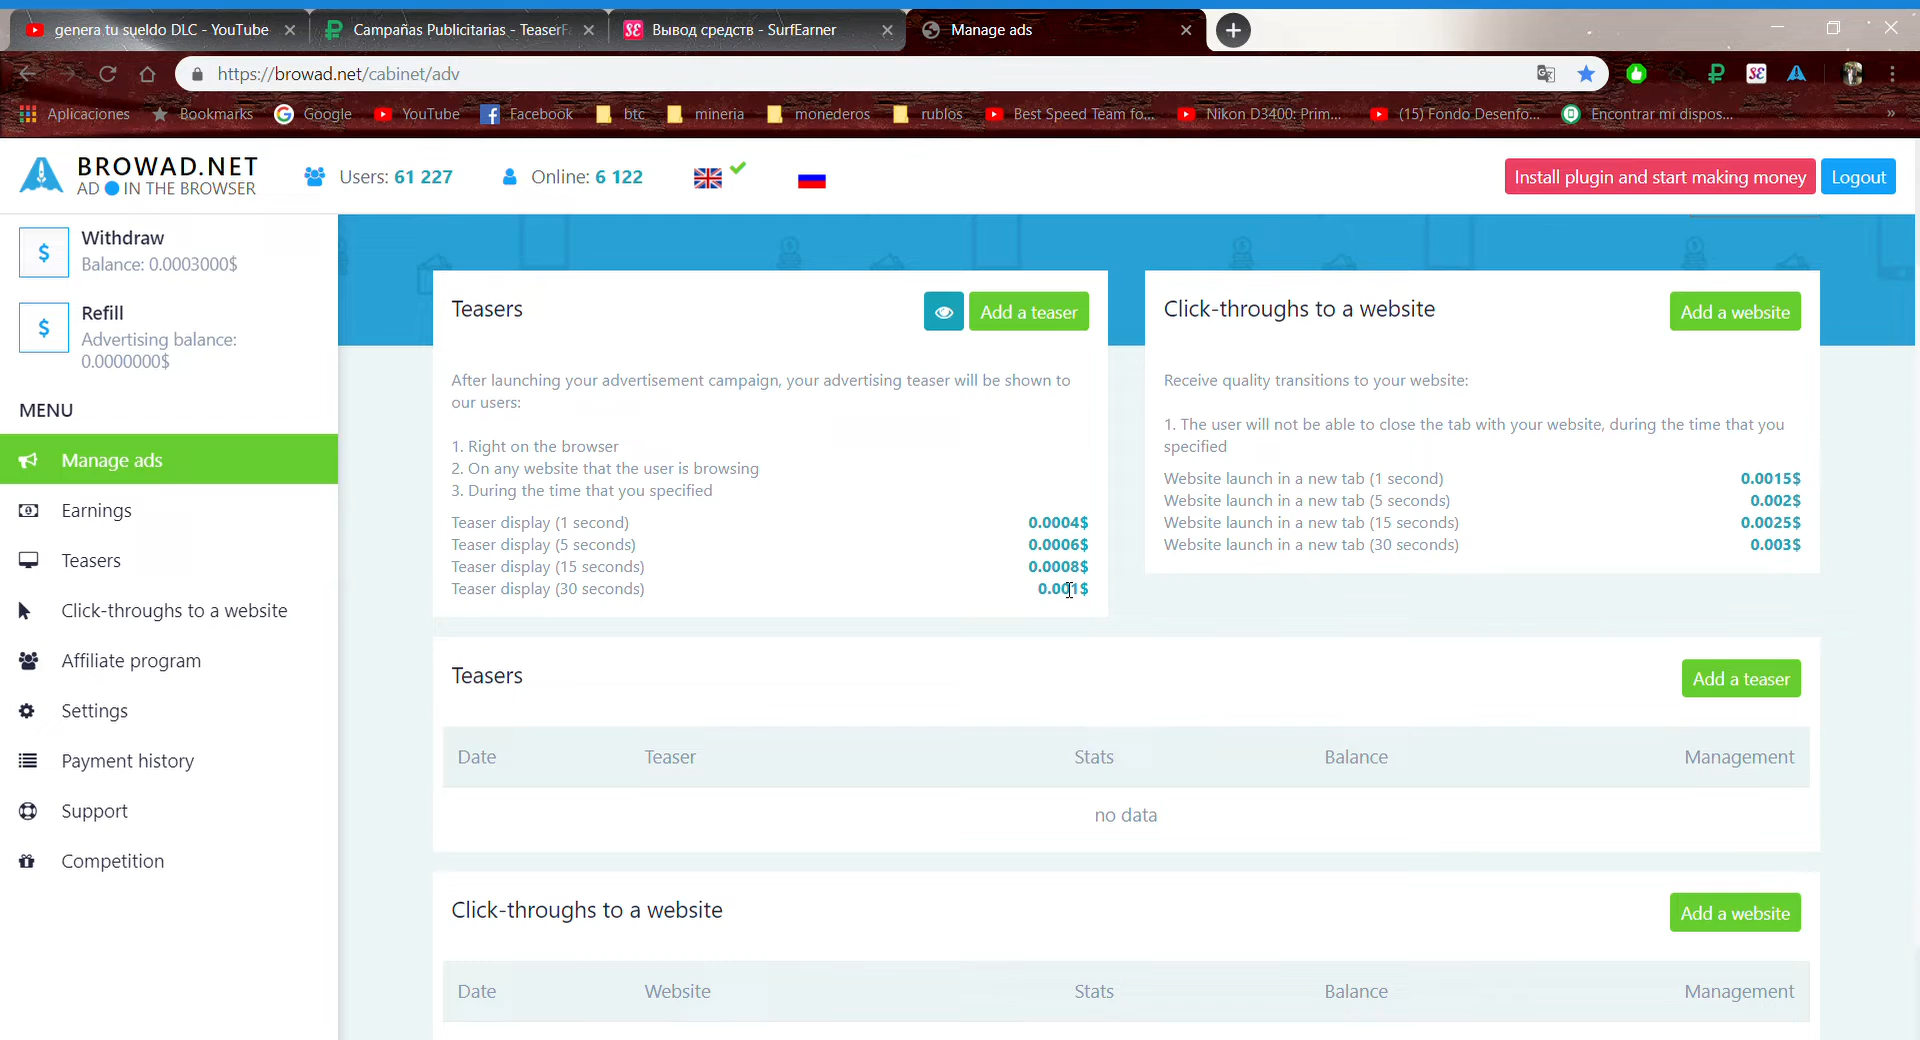 genera tu sueldo DLC - YouTube
Campañas Publicitarias - TeaserF
Вывод средств - SurfEarner
Manage ads
https://browad.net/cabinet/adv
Aplicaciones
Bookmarks
Google
YouTube
Facebook
btc
mineria
monederos
rublos
Best Speed Team fo...
Nikon D3400: Prim...
(15) Fondo Desenfo...
Encontrar mi dispos...
»
BROWAD.NET
AD IN THE BROWSER
Users: 61 227
Online: 6 122
Install plugin and start making money
Logout
$
Withdraw
Balance: 0.0003000$
$
Refill
Advertising balance:
0.0000000$
MENU
Manage ads
Earnings
Teasers
Click-throughs to a website
Affiliate program
Settings
Payment history
Support
Competition
Teasers
Add a teaser
After launching your advertisement campaign, your advertising teaser will be shown to
our users:
1. Right on the browser
2. On any website that the user is browsing
3. During the time that you specified
Teaser display (1 second) 0.0004$
Teaser display (5 seconds) 0.0006$
Teaser display (15 seconds) 0.0008$
Teaser display (30 seconds) 0.001$
Click-throughs to a website
Add a website
Receive quality transitions to your website:
1. The user will not be able to close the tab with your website, during the time that you
specified
Website launch in a new tab (1 second) 0.0015$
Website launch in a new tab (5 seconds) 0.002$
Website launch in a new tab (15 seconds) 0.0025$
Website launch in a new tab (30 seconds) 0.003$
Teasers
Add a teaser
Date Teaser Stats Balance Management
no data
Click-throughs to a website
Add a website
Date Website Stats Balance Management